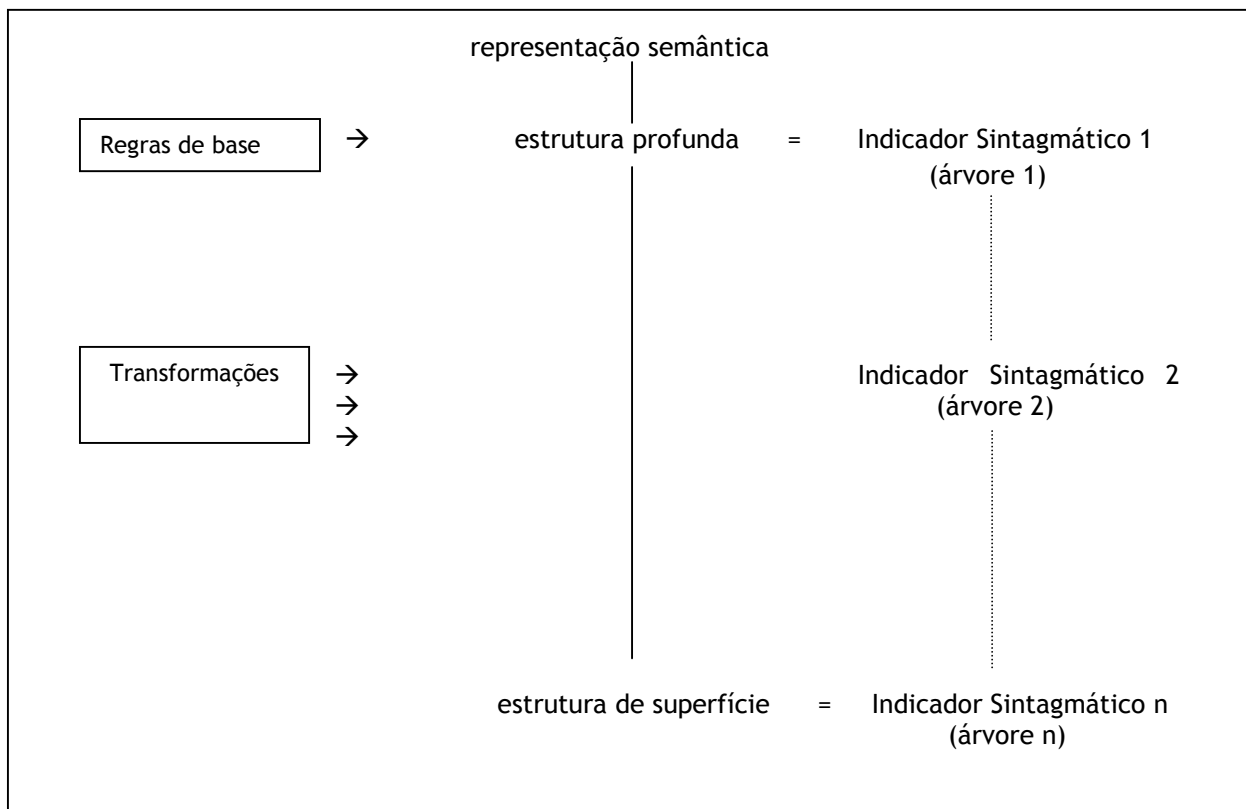 representação semântica
Regras de base → estrutura profunda = Indicador Sintagmático 1
(árvore 1)
Transformações → Indicador Sintagmático 2
→ (árvore 2)
→
estrutura de superfície = Indicador Sintagmático n
(árvore n)